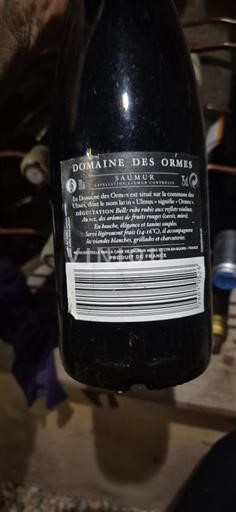 DOMAINE DES ORMES
SAUMUR
APPELLATION SAUMUR CONTRÔLÉE
Le Domaine des Ormes est situé sur la commune des
Ulmes, dont le nom latin « Ulmus » signifie « Ormes ».
DÉGUSTATION Belle robe rubis aux reflets violine.
Au nez, des arômes de fruits rouges (cassis, mûre).
En bouche, élégance et tanins souples.
Servi légèrement frais (14-16°C), il accompagnera
les viandes blanches, grillades et charcuteries.
PRODUIT DE FRANCE